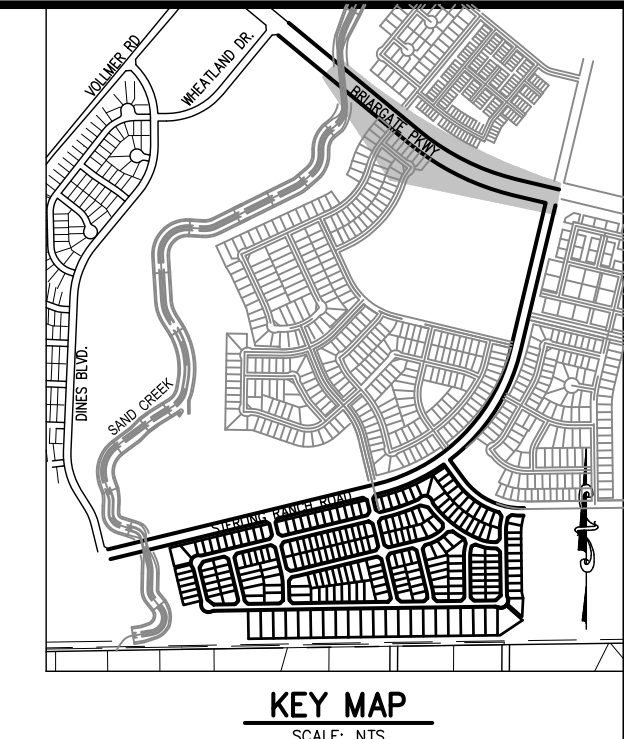 VOLLMER RD
WHEATLAND DR.
BRIARGATE PKWY
DINES BLVD.
SAND CREEK
STERLING RANCH ROAD
KEY MAP
SCALE: NTS